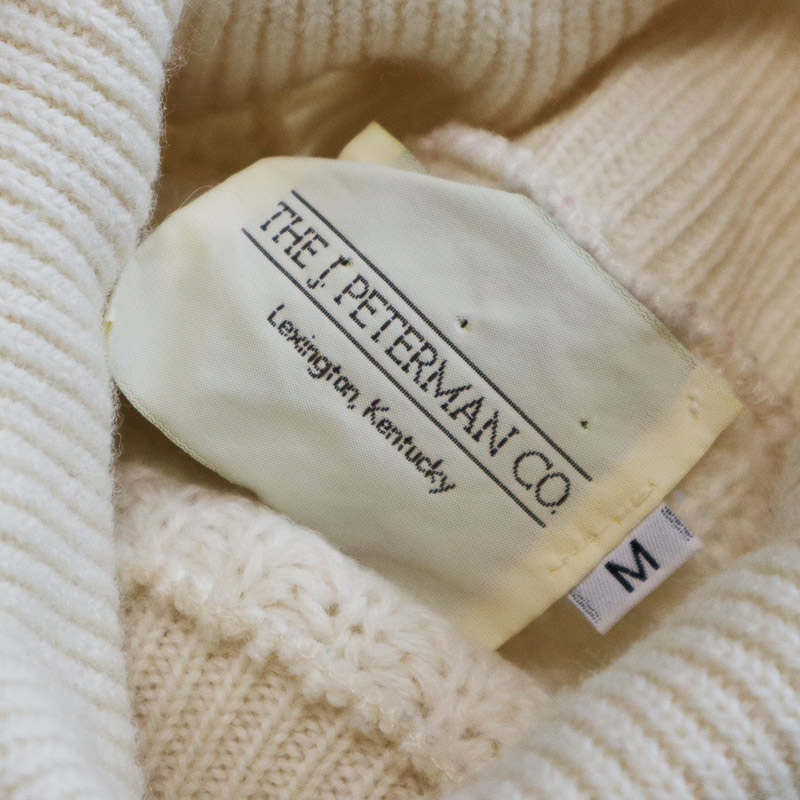 THE J. PETERMAN CO.
Lexington, Kentucky
M